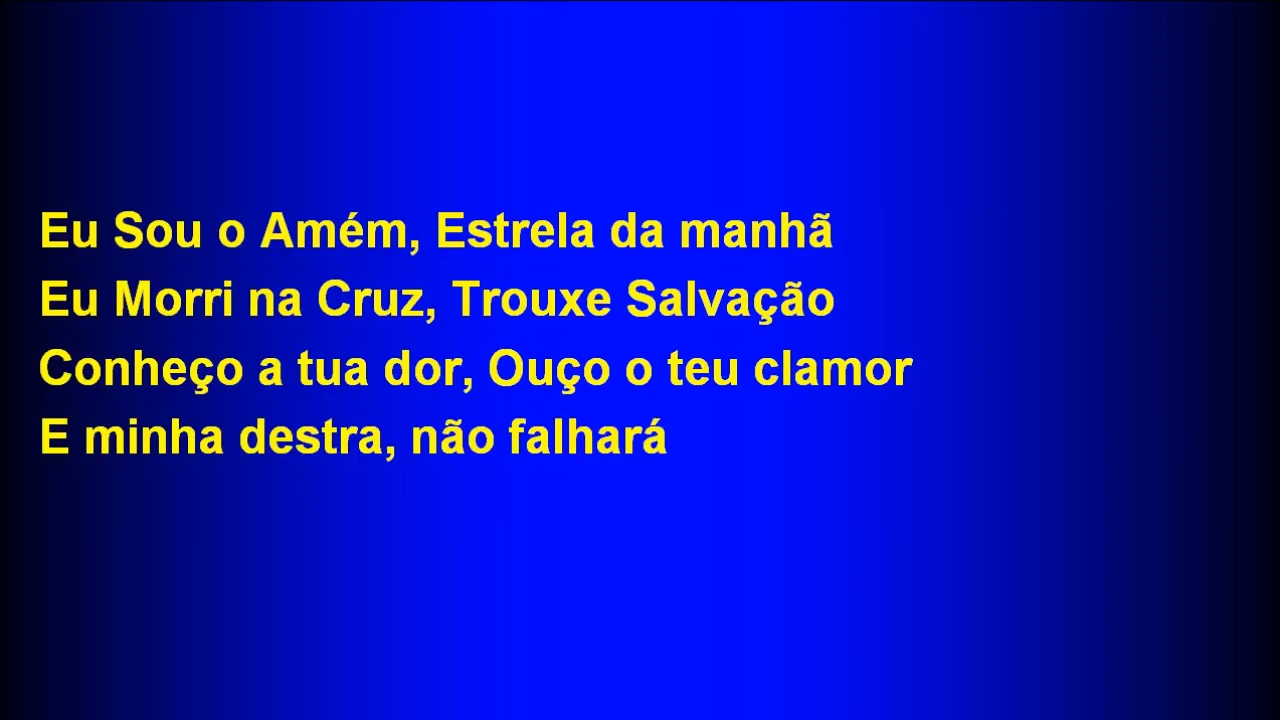 Eu Sou o Amém, Estrela da manhã
Eu Morri na Cruz, Trouxe Salvação
Conheço a tua dor, Ouço o teu clamor
E minha destra, não falhará